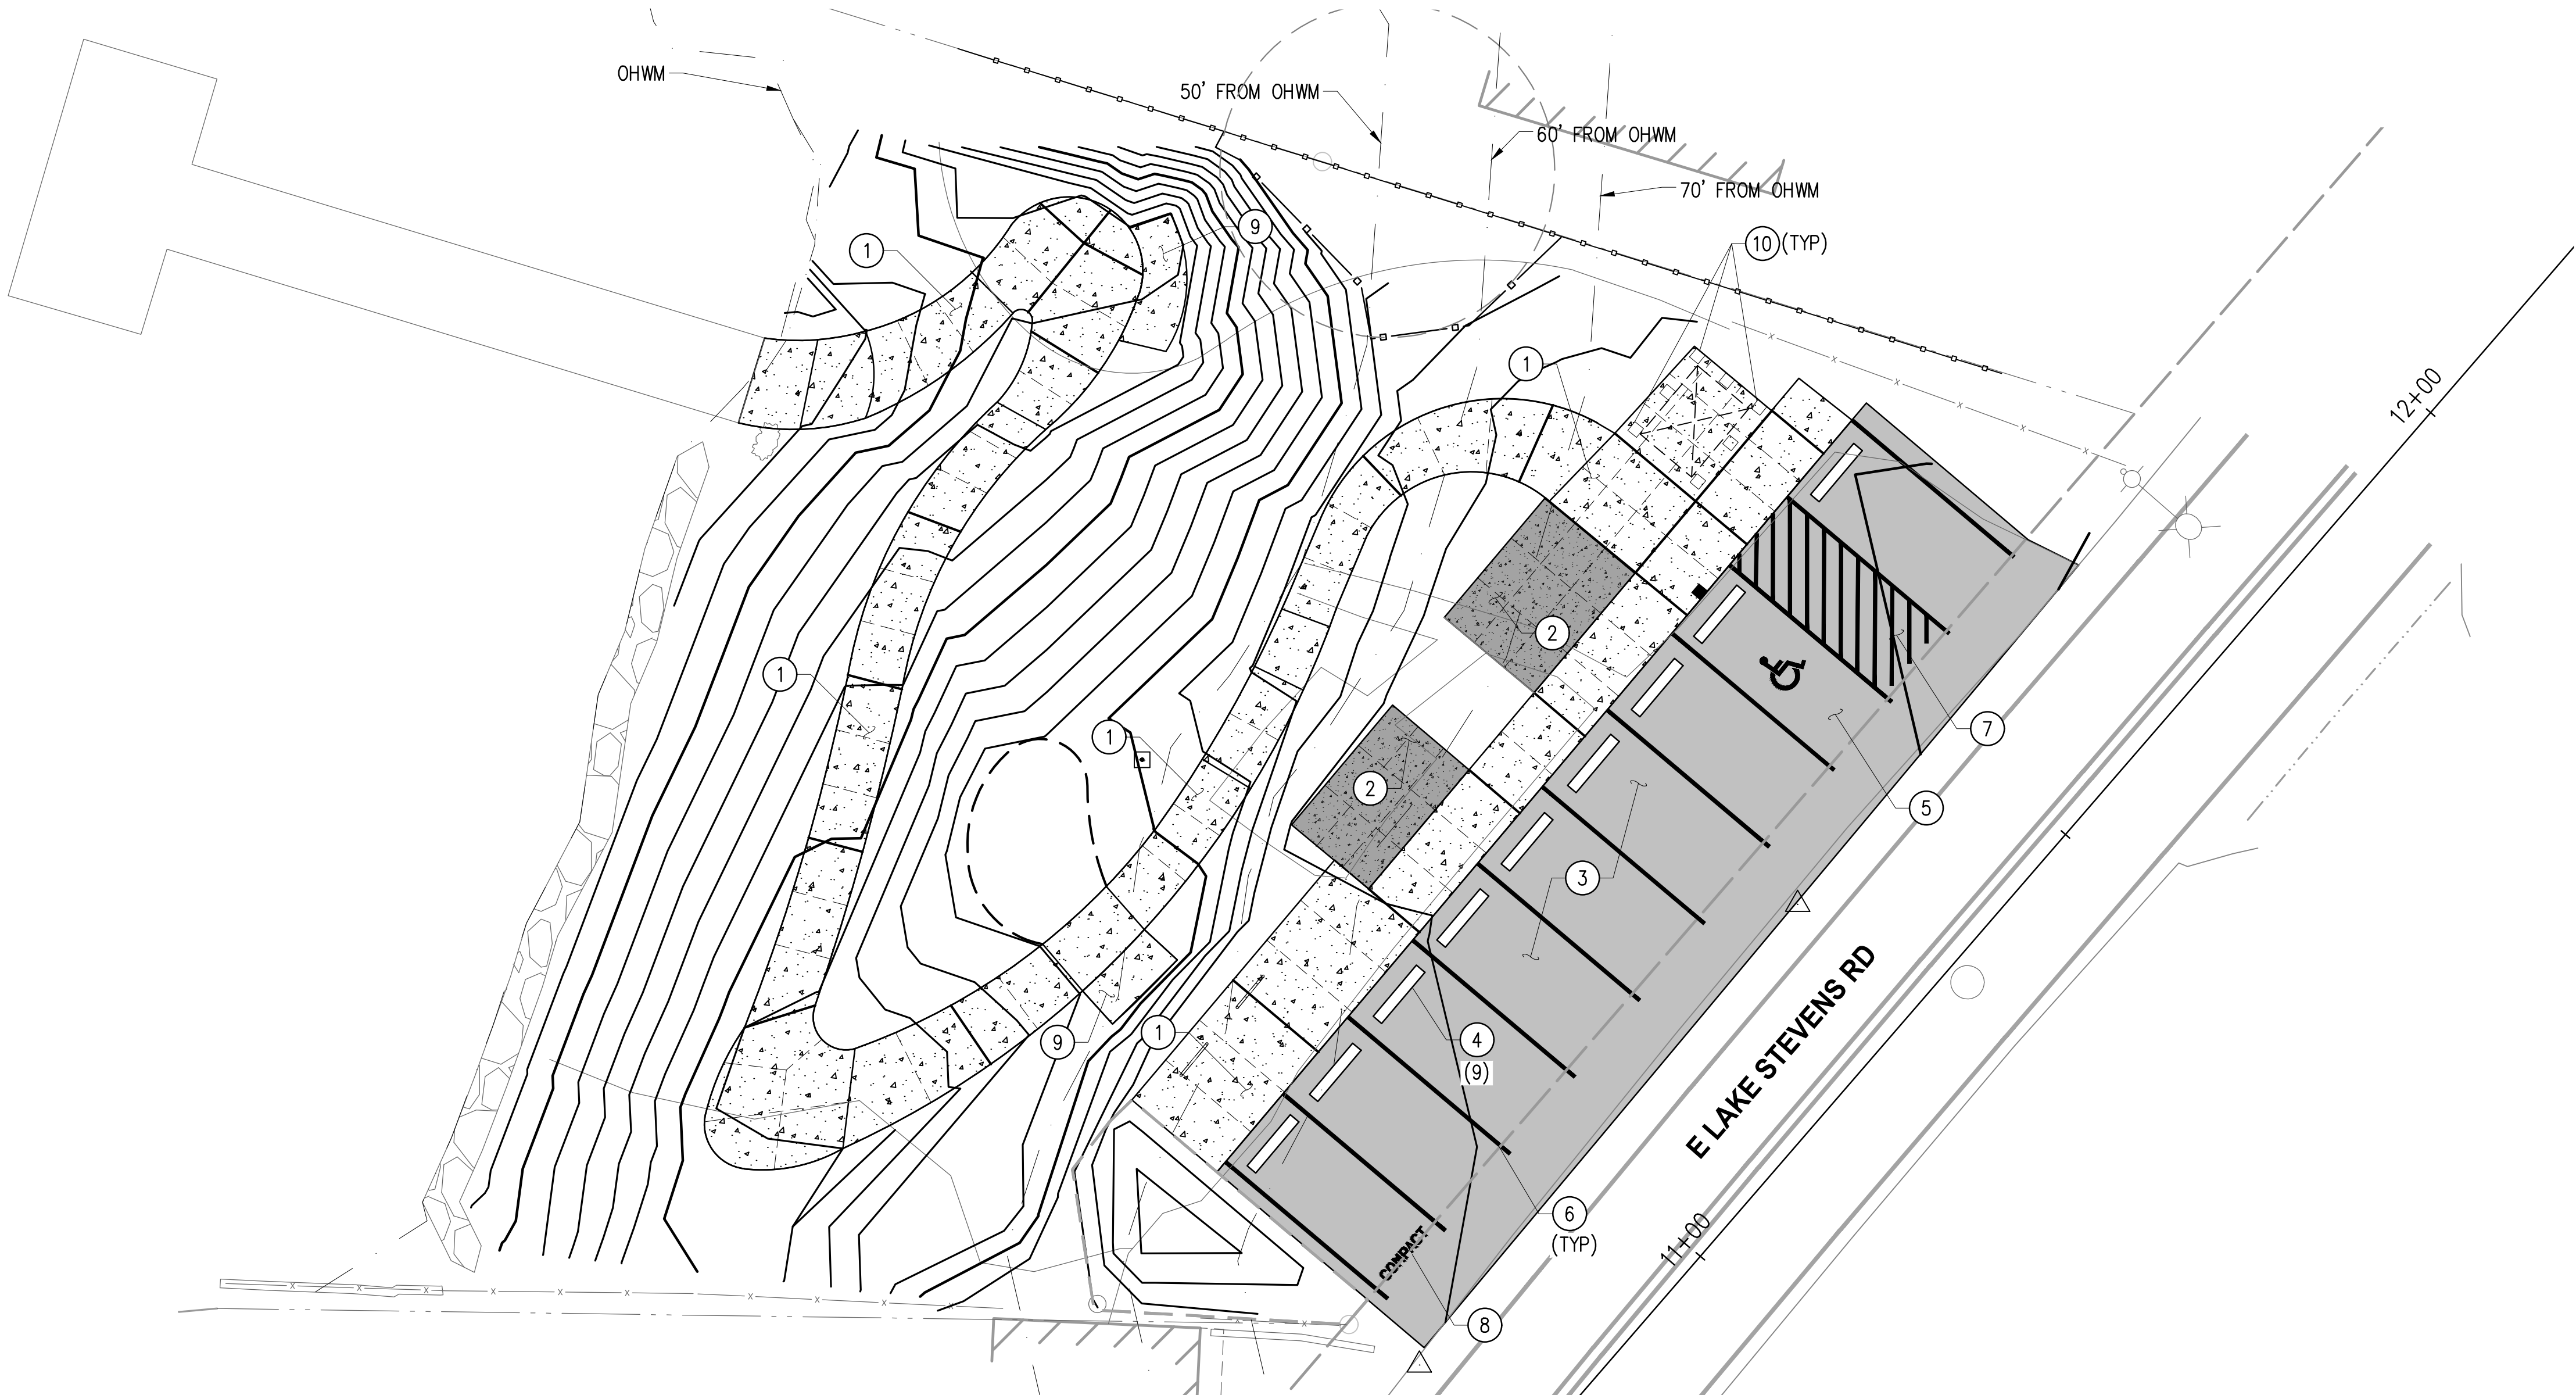 OHWM
50' FROM OHWM
60' FROM OHWM
70' FROM OHWM
9
1
10 (TYP)
1
12+00
2
1
7
1
2
5
3
9
1
4
(9)
E LAKE STEVENS RD
6
(TYP)
11+00
COMPACT
8
X X X X X
X X X X X X X X X X